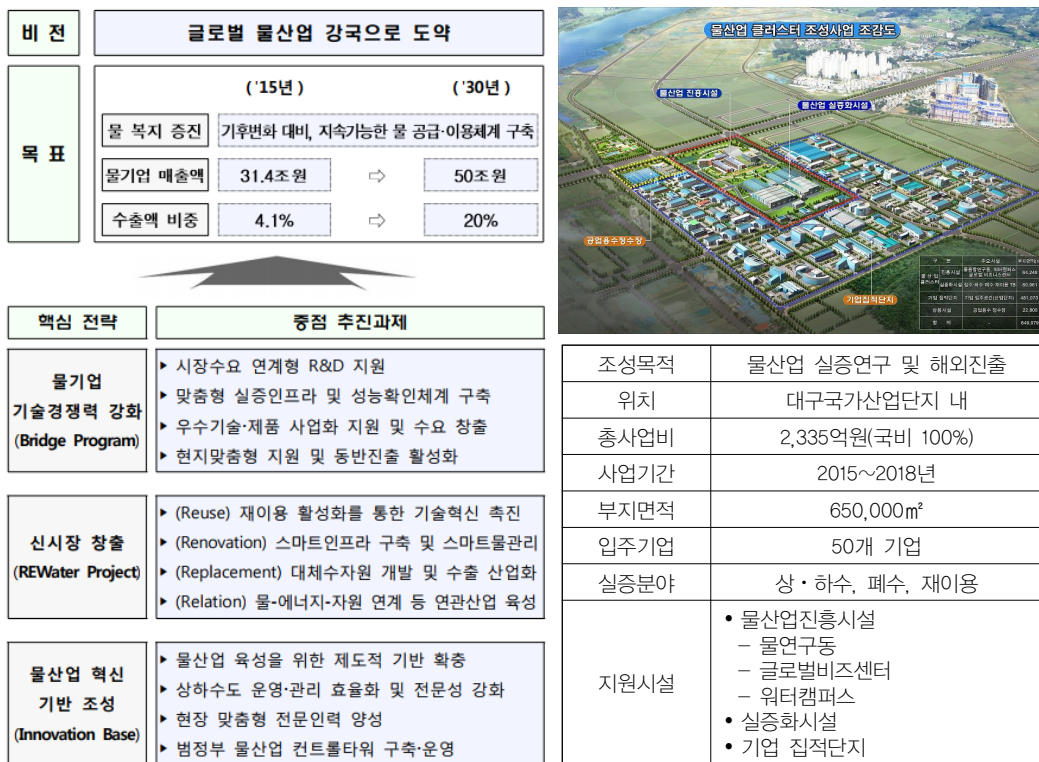 비 전
글로벌 물산업 강국으로 도약
목 표
('15년) ('30년)
물 복지 증진 기후변화 대비, 지속가능한 물 공급·이용체계 구축
물기업 매출액 31.4조원 ⇨ 50조원
수출액 비중 4.1% ⇨ 20%
핵심 전략 중점 추진과제
물기업
기술경쟁력 강화
(Bridge Program)
▸ 시장수요 연계형 R&D 지원
▸ 맞춤형 실증인프라 및 성능확인체계 구축
▸ 우수기술·제품 사업화 지원 및 수요 창출
▸ 현지맞춤형 지원 및 동반진출 활성화
신시장 창출
(REWater Project)
▸ (Reuse) 재이용 활성화를 통한 기술혁신 촉진
▸ (Renovation) 스마트인프라 구축 및 스마트물관리
▸ (Replacement) 대체수자원 개발 및 수출 산업화
▸ (Relation) 물-에너지-자원 연계 등 연관산업 육성
물산업 혁신
기반 조성
(Innovation Base)
▸ 물산업 육성을 위한 제도적 기반 확충
▸ 상하수도 운영·관리 효율화 및 전문성 강화
▸ 현장 맞춤형 전문인력 양성
▸ 범정부 물산업 컨트롤타워 구축·운영
물산업 클러스터 조성사업 조감도
물산업 진흥시설
물산업 실증화시설
공업용수정수장
기업집적단지
구 분 주요시설
진흥시설
기업 집적단지
공업용수 정수장
조성목적 물산업 실증연구 및 해외진출
위치 대구국가산업단지 내
총사업비 2,335억원(국비 100%)
사업기간 2015～2018년
부지면적 650,000㎡
입주기업 50개 기업
실증분야 상·하수, 폐수, 재이용
지원시설
• 물산업진흥시설
– 물연구동
– 글로벌비즈센터
– 워터캠퍼스
• 실증화시설
• 기업 집적단지